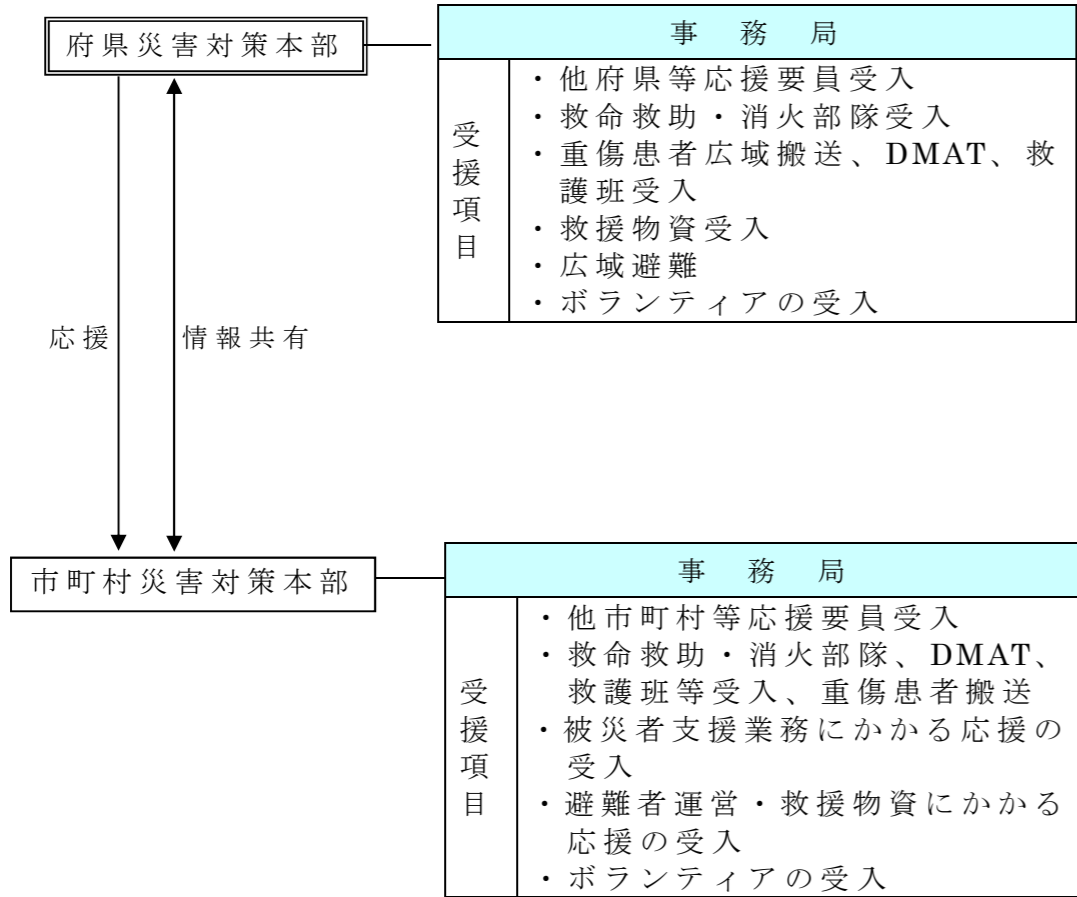 府県災害対策本部
事務局
受援項目
・他府県等応援要員受入
・救命救助・消火部隊受入
・重傷患者広域搬送、DMAT、救
護班受入
・救援物資受入
・広域避難
・ボランティアの受入
応援
情報共有
市町村災害対策本部
事務局
受援項目
・他市町村等応援要員受入
・救命救助・消火部隊、DMAT、
救護班等受入、重傷患者搬送
・被災者支援業務にかかる応援の
受入
・避難者運営・救援物資にかかる
応援の受入
・ボランティアの受入